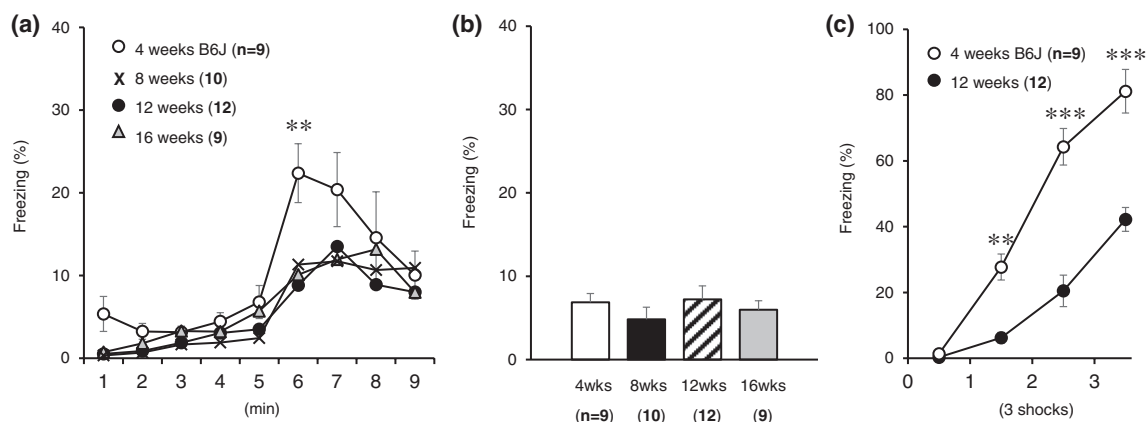 (a)
Freezing (%)
40
30
20
10
0
4 weeks B6J (n=9)
8 weeks (10)
12 weeks (12)
16 weeks (9)
**
1 2 3 4 5 6 7 8 9
(min)
(b)
Freezing (%)
40
30
20
10
0
4wks 8wks 12wks 16wks
(n=9) (10) (12) (9)
(c)
Freezing (%)
100
80
60
40
20
0
4 weeks B6J (n=9)
12 weeks (12)
**
***
***
0 1 2 3
(3 shocks)